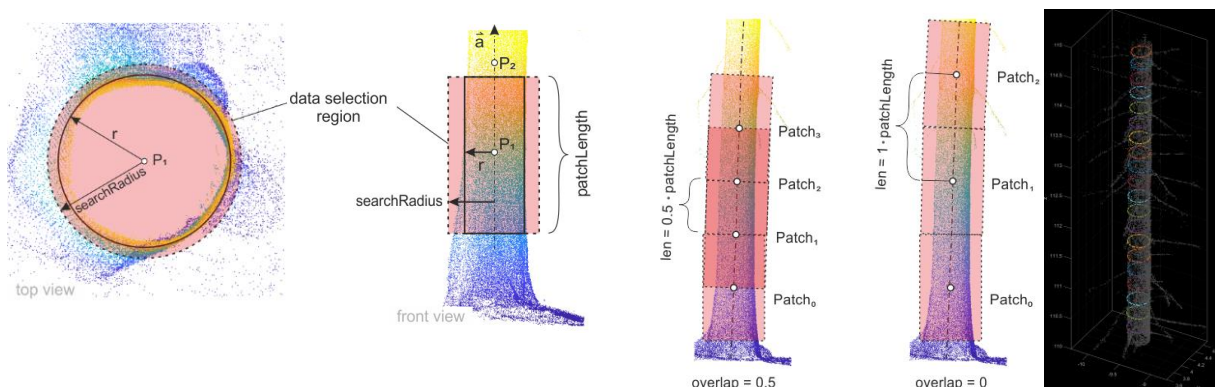 r
P₁
searchRadius
top view
data selection
region
a
P₂
P₁
r
searchRadius
patchLength
front view
len = 0.5 · patchLength
Patch₃
Patch₂
Patch₁
Patch₀
overlap = 0.5
len = 1 · patchLength
Patch₂
Patch₁
Patch₀
overlap = 0